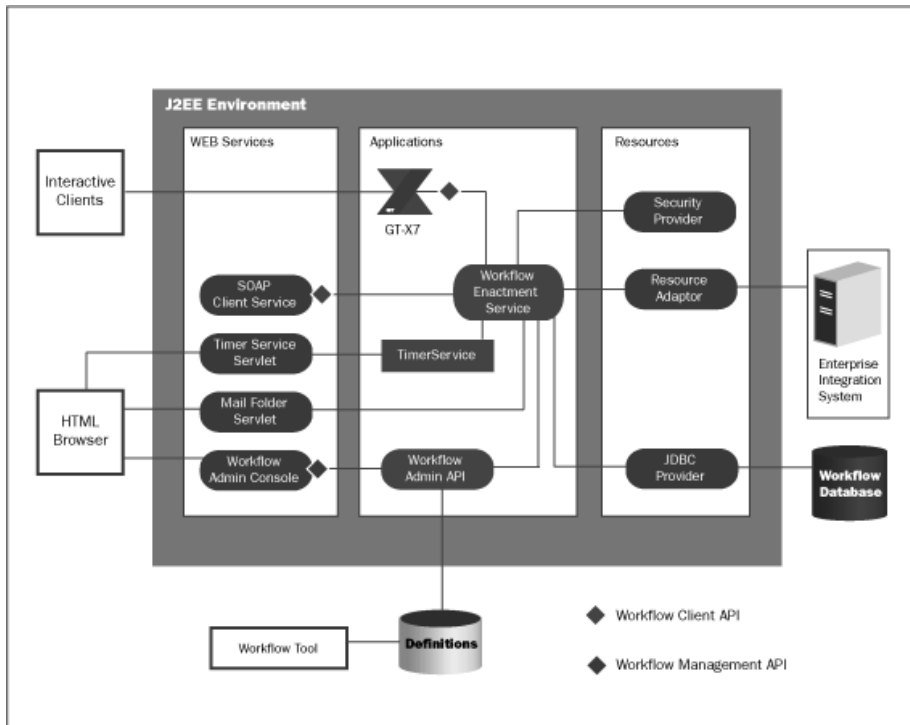 J2EE Environment
WEB Services
Applications
Resources
Interactive
Clients
GT-X7
Security
Provider
SOAP
Client Service
Workflow
Enactment
Service
Resource
Adaptor
Timer Service
Servlet
TimerService
Enterprise
Integration
System
Mail Folder
Servlet
HTML
Browser
Workflow
Admin Console
Workflow
Admin API
JDBC
Provider
Workflow
Database
Workflow Tool
Definitions
Workflow Client API
Workflow Management API